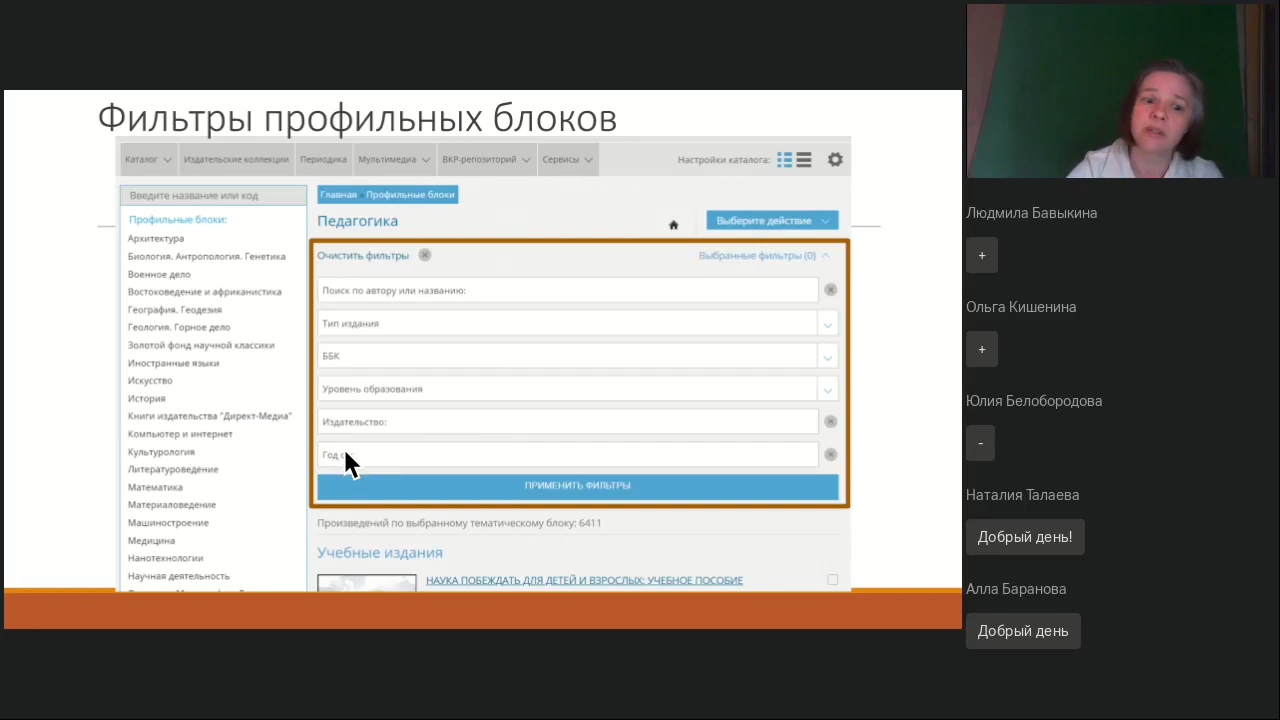 Фильтры профильных блоков
Каталог Издательские коллекции Периодика Мультимедиа ВКР-репозиторий Сервисы Настройки каталога:
Введите название или код
Профильные блоки:
Архитектура
Биология. Антропология. Генетика
Военное дело
Востоковедение и африканистика
География. Геодезия
Геология. Горное дело
Золотой фонд научной классики
Иностранные языки
Искусство
История
Книги издательства "Директ-Медиа"
Компьютер и интернет
Культурология
Литературоведение
Математика
Материаловедение
Машиностроение
Медицина
Нанотехнологии
Научная деятельность
Главная Профильные блоки
Педагогика
Выберите действие
Очистить фильтры
Выбранные фильтры (0)
Поиск по автору или названию:
Тип издания
ББК
Уровень образования
Издательство:
Год
ПРИМЕНИТЬ ФИЛЬТРЫ
Произведений по выбранному тематическому блоку: 6411
Учебные издания
НАУКА ПОБЕЖДАТЬ ДЛЯ ДЕТЕЙ И ВЗРОСЛЫХ: УЧЕБНОЕ ПОСОБИЕ
Людмила Бавыкина
+
Ольга Кишенина
+
Юлия Белобородова
-
Наталия Талаева
Добрый день!
Алла Баранова
Добрый день